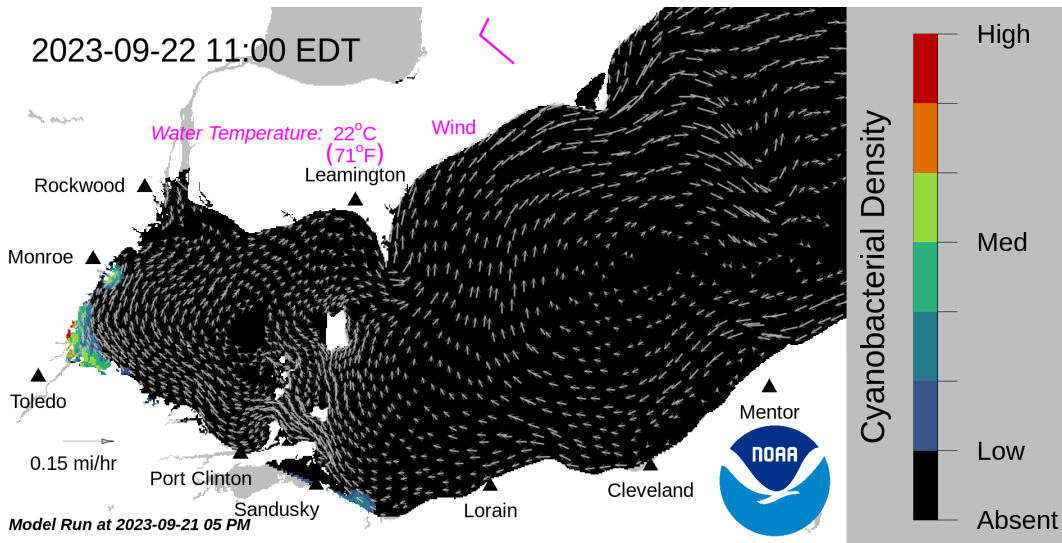 2023-09-22 11:00 EDT
High
Wind
Water Temperature: 22°C
(71°F)
Leamington
Rockwood
Cyanobacterial Density
Med
Monroe
Toledo
Mentor
0.15 mi/hr
NOAA
Low
Port Clinton
Cleveland
Sandusky
Lorain
Model Run at 2023-09-21 05 PM
Absent